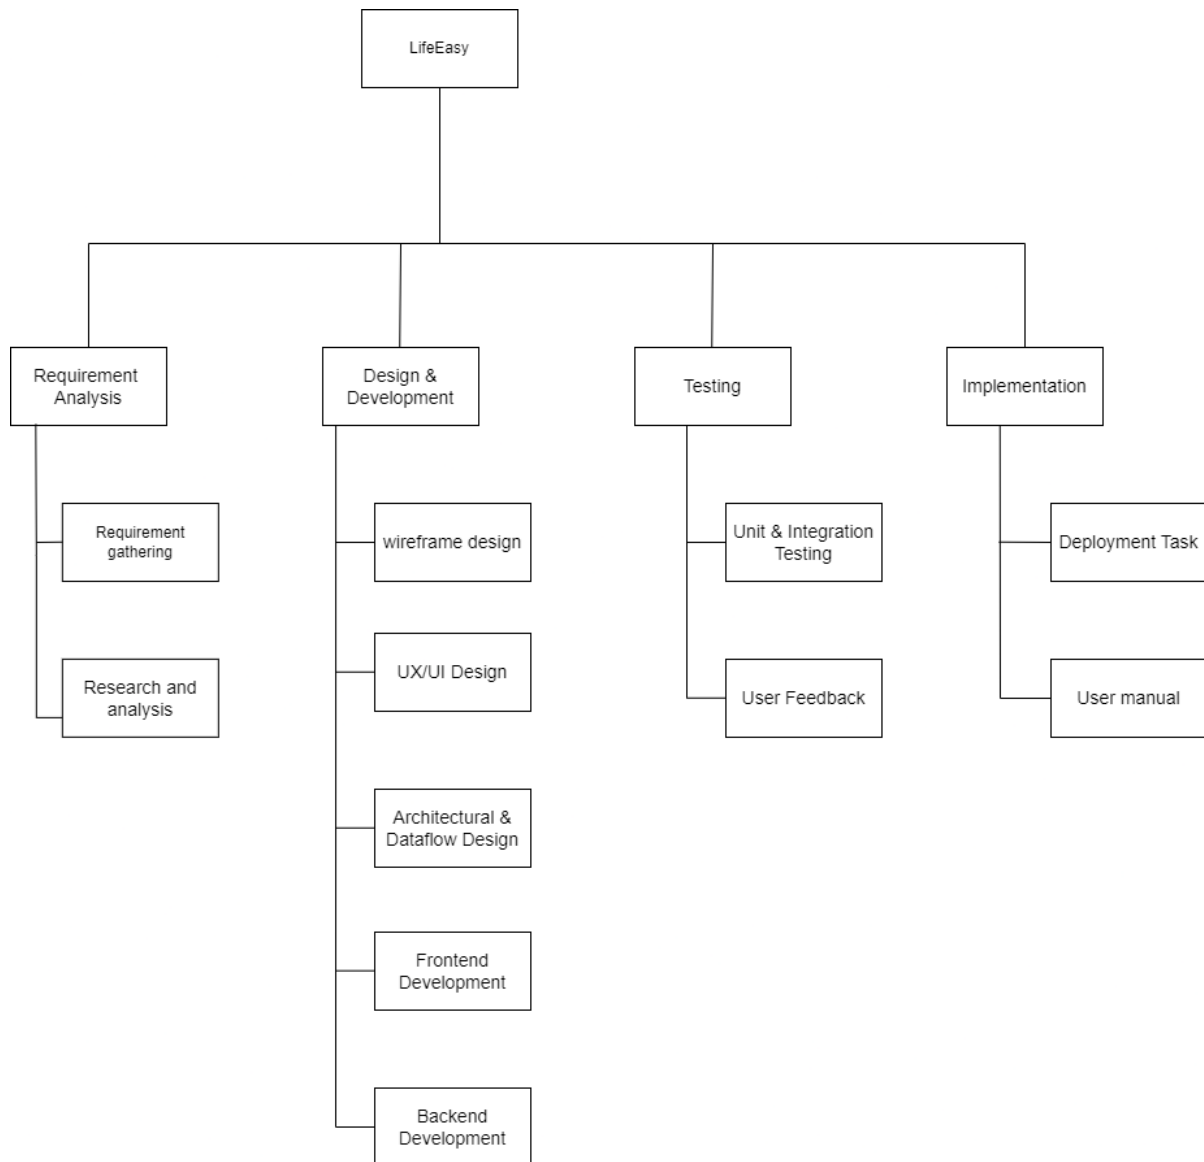 LifeEasy
Requirement
Analysis
Design &
Development
Testing
Implementation
Requirement
gathering
wireframe design
Unit & Integration
Testing
Deployment Task
Research and
analysis
UX/UI Design
User Feedback
User manual
Architectural &
Dataflow Design
Frontend
Development
Backend
Development